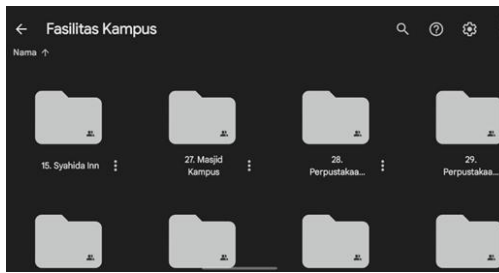 Fasilitas Kampus
Nama ↑
15. Syahida Inn
27. Masjid
Kampus
28.
Perpustakaa...
29.
Perpustakaa...